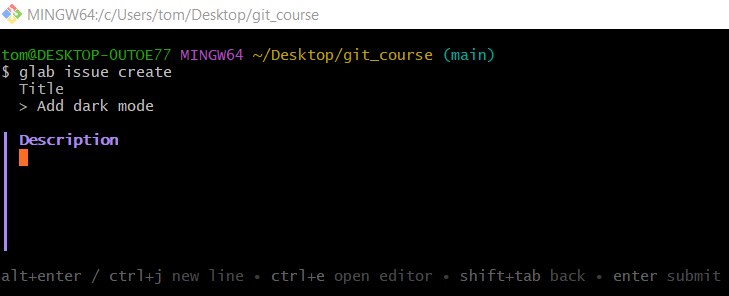 MINGW64:/c/Users/tom/Desktop/git_course
tom@DESKTOP-OUTOE77 MINGW64 ~/Desktop/git_course (main)
$ glab issue create
Title
> Add dark mode
Description
alt+enter / ctrl+j new line • ctrl+e open editor • shift+tab back • enter submit